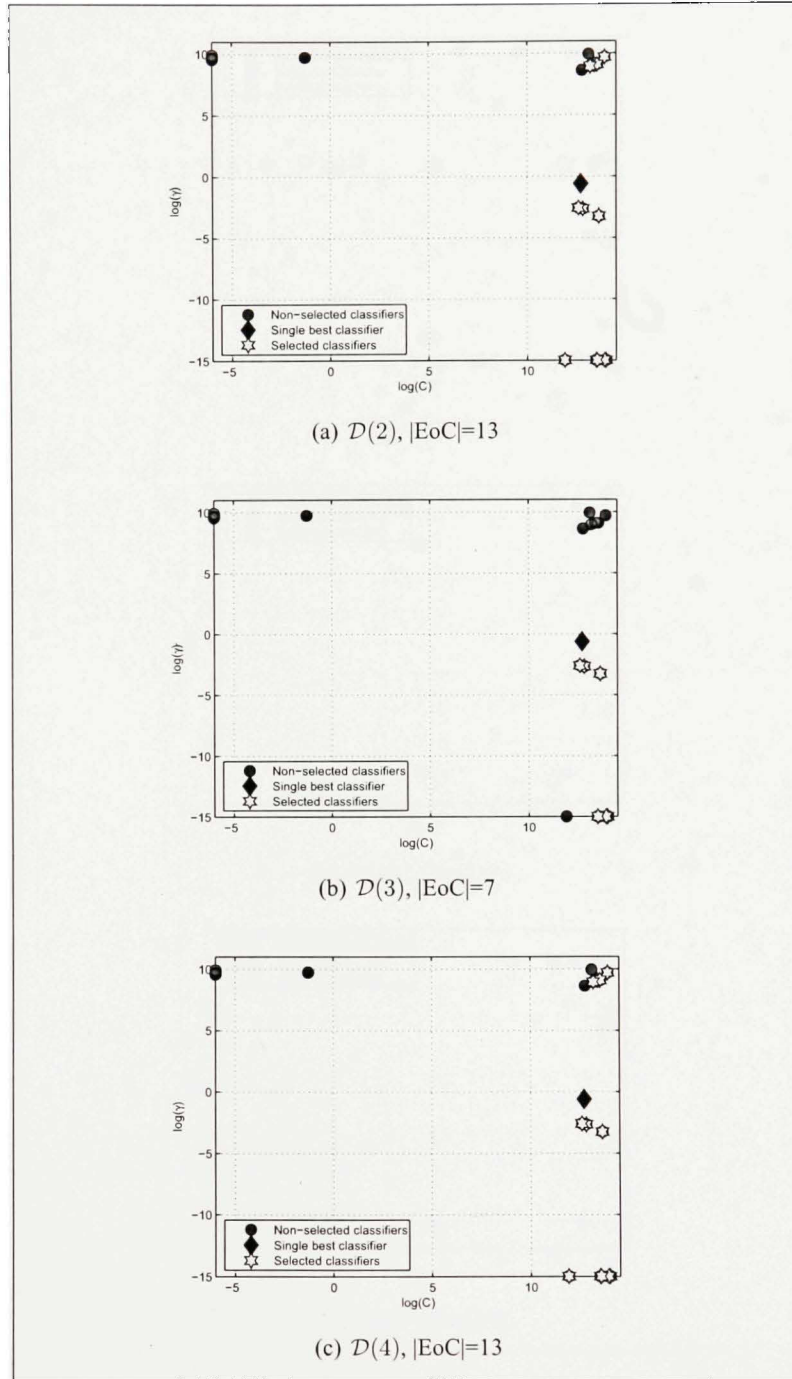 10
5
0
−5
−10
−15
log(γ)
Non−selected classifiers
Single best classifier
Selected classifiers
−5
0
5
10
log(C)
(a) D(2), |EoC|=13
10
5
0
−5
−10
−15
log(γ)
Non−selected classifiers
Single best classifier
Selected classifiers
−5
0
5
10
log(C)
(b) D(3), |EoC|=7
10
5
0
−5
−10
−15
log(γ)
Non−selected classifiers
Single best classifier
Selected classifiers
−5
0
5
10
log(C)
(c) D(4), |EoC|=13